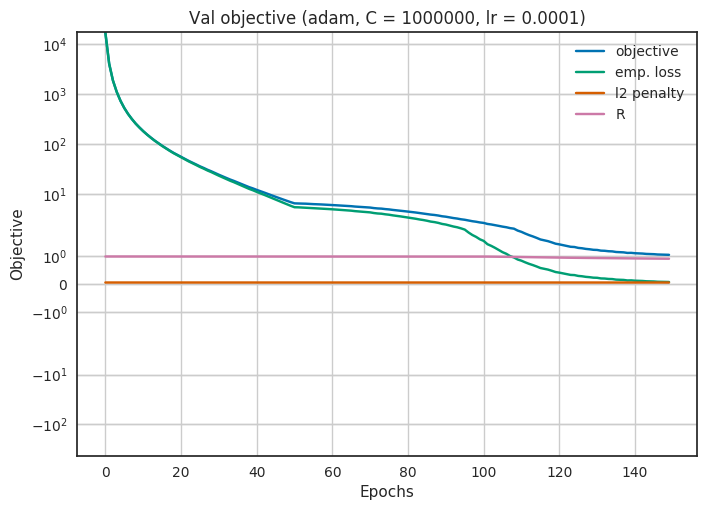 Val objective (adam, C = 1000000, lr = 0.0001)
objective
emp. loss
l2 penalty
R
Objective
10⁴
10³
10²
10¹
10⁰
0
−10⁰
−10¹
−10²
0 20 40 60 80 100 120 140
Epochs